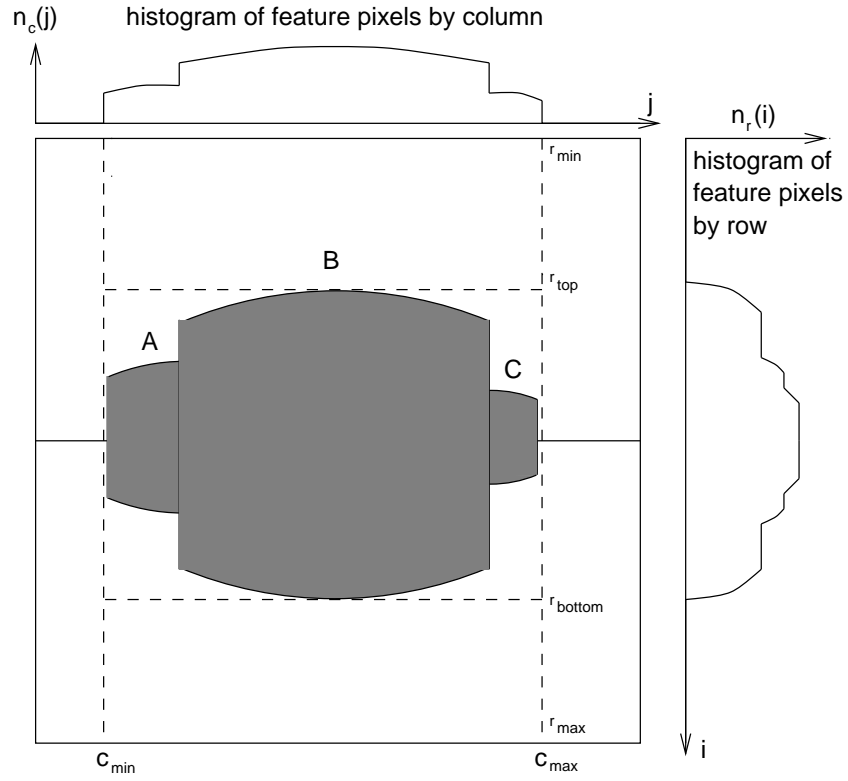 n_c(j) histogram of feature pixels by column
j
n_r(i)
histogram of
feature pixels
by row
r_min
B
r_top
A
C
r_bottom
r_max
c_min c_max
i